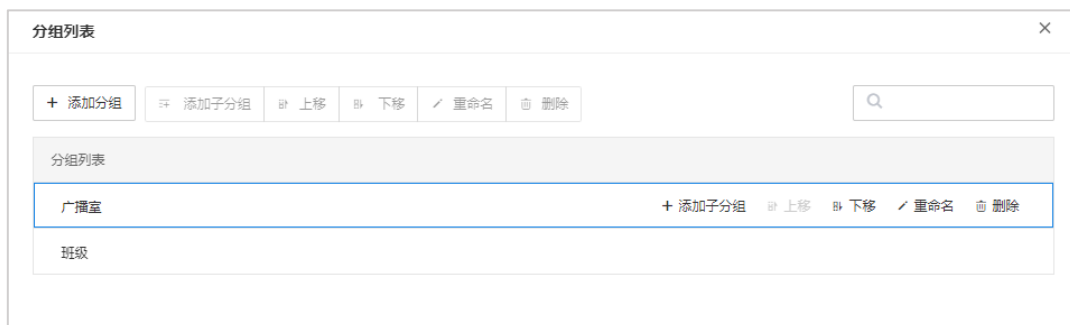 分组列表
添加分组 添加子分组 上移 下移 重命名 删除
分组列表
广播室 添加子分组 上移 下移 重命名 删除
班级